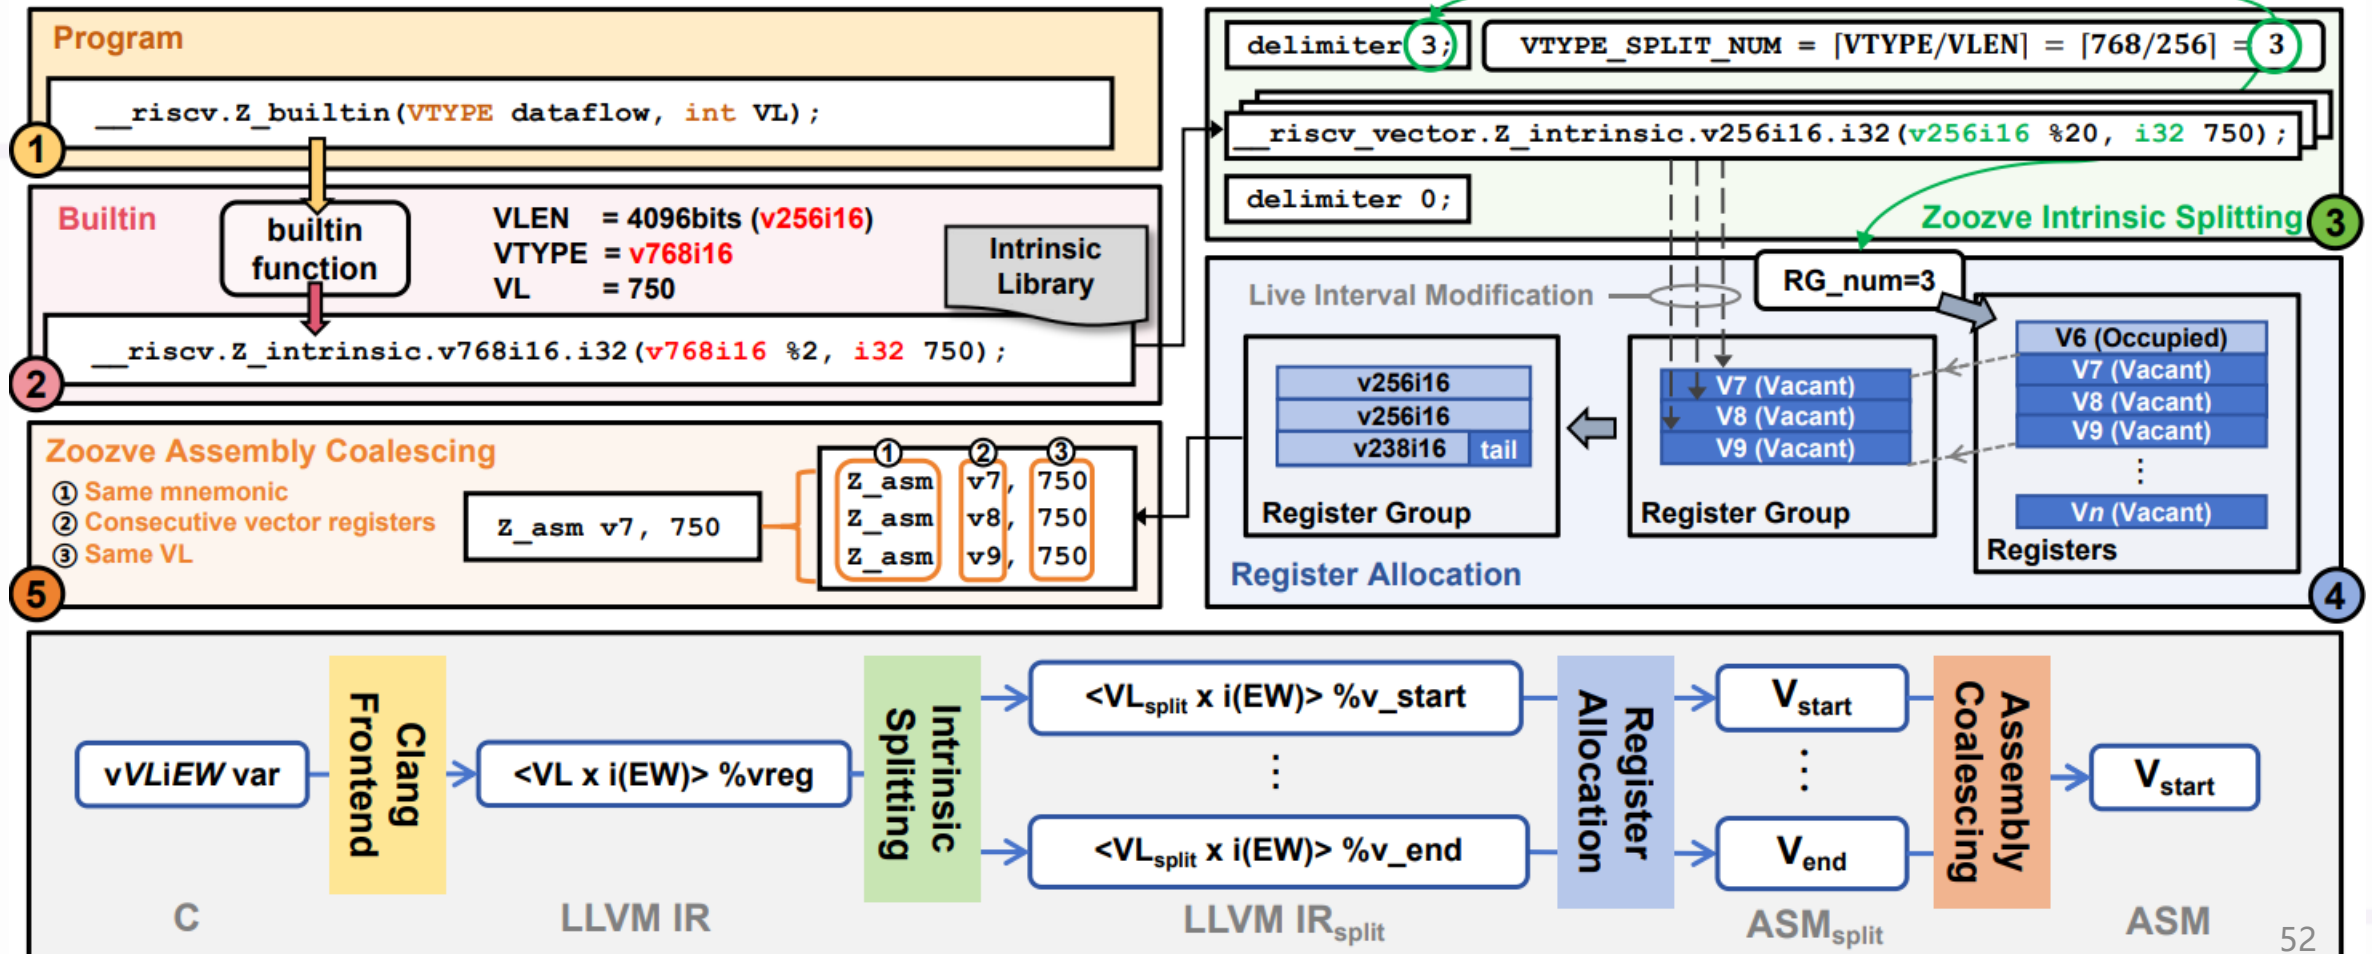 Program
__riscv.Z_builtin(VTYPE dataflow, int VL);
1
Builtin
builtin
function
VLEN = 4096bits (v256i16)
VTYPE = v768i16
VL = 750
Intrinsic
Library
__riscv.Z_intrinsic.v768i16.i32(v768i16 %2, i32 750);
2
delimiter 3;
VTYPE_SPLIT_NUM = ⌈VTYPE/VLEN⌉ = ⌈768/256⌉ = 3
__riscv_vector.Z_intrinsic.v256i16.i32(v256i16 %20, i32 750);
delimiter 0;
Zoozve Intrinsic Splitting
3
Live Interval Modification
RG_num=3
V6 (Occupied)
V7 (Vacant)
V8 (Vacant)
V9 (Vacant)
⋮
Vn (Vacant)
Registers
V7 (Vacant)
V8 (Vacant)
V9 (Vacant)
Register Group
v256i16
v256i16
v238i16 tail
Register Group
Register Allocation
4
Zoozve Assembly Coalescing
① Same mnemonic
② Consecutive vector registers
③ Same VL
Z_asm v7, 750
① ② ③
Z_asm v7, 750
Z_asm v8, 750
Z_asm v9, 750
5
vVLiEW var
Clang
Frontend
<VL x i(EW)> %vreg
Intrinsic
Splitting
<VLsplit x i(EW)> %v_start
⋮
<VLsplit x i(EW)> %v_end
Register
Allocation
Vstart
⋮
Vend
Assembly
Coalescing
Vstart
C
LLVM IR
LLVM IRsplit
ASMsplit
ASM
52